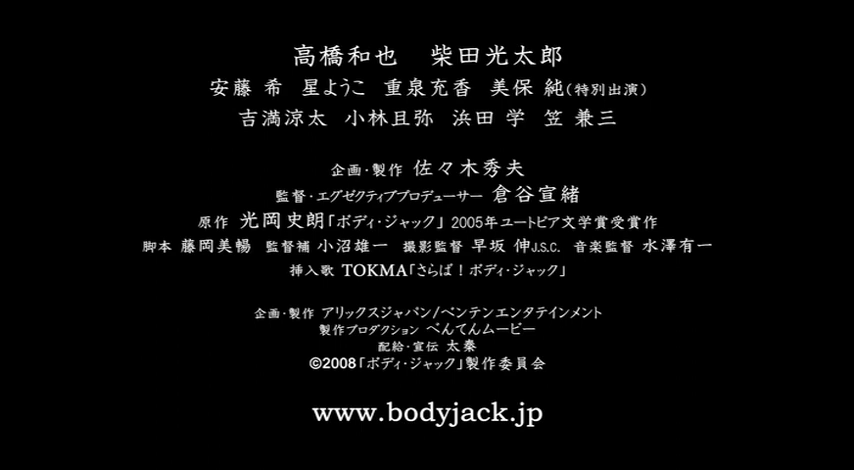 高橋和也　柴田光太郎
安藤 希　星ようこ　重泉充香　美保 純(特別出演)
吉満涼太　小林且弥　浜田 学　笠 兼三
企画・製作 佐々木秀夫
監督・エグゼクティブプロデューサー 倉谷宣緒
原作 光岡史朗「ボディ・ジャック」 2005年ユートピア文学賞受賞作
脚本 藤岡美暢　監督補 小沼雄一　撮影監督 早坂 伸J.S.C.　音楽監督 水澤有一
挿入歌 TOKMA「さらば!ボディ・ジャック」
企画・製作 アリックスジャパン/ベンテンエンタテインメント
製作プロダクション べんてんムービー
配給・宣伝 太秦
©2008「ボディ・ジャック」製作委員会
www.bodyjack.jp